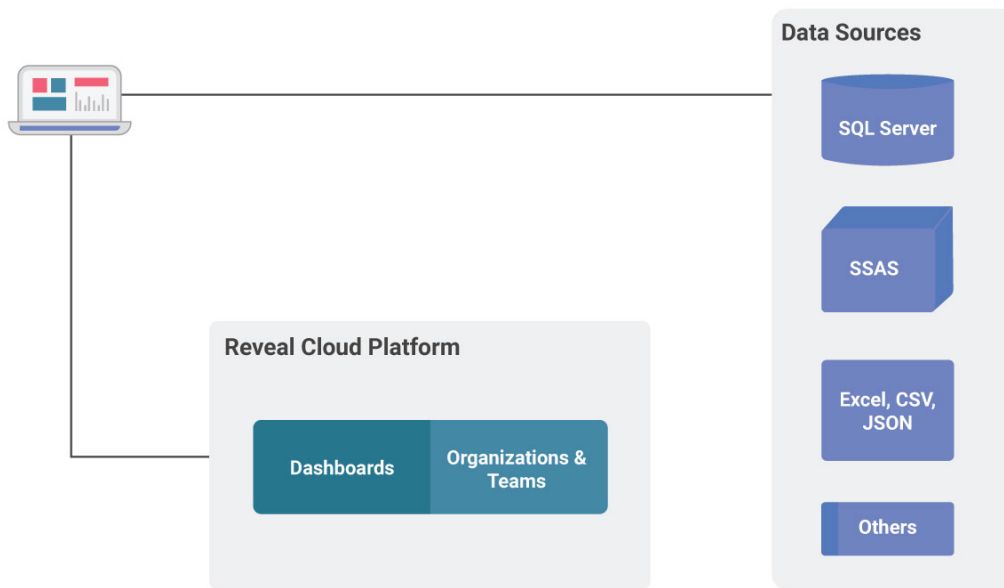 Data Sources
SQL Server
SSAS
Excel, CSV,
JSON
Others
Reveal Cloud Platform
Dashboards
Organizations &
Teams